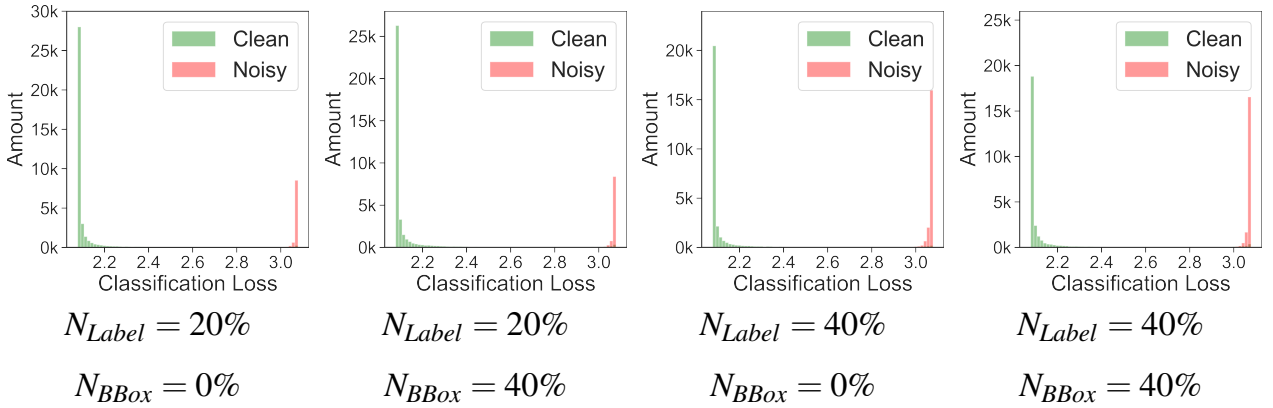 30k
25k
20k
15k
10k
5k
0k
Amount
Clean
Noisy
2.2 2.4 2.6 2.8 3.0
Classification Loss
N_Label = 20%
N_BBox = 0%
25k
20k
15k
10k
5k
0k
Amount
Clean
Noisy
2.2 2.4 2.6 2.8 3.0
Classification Loss
N_Label = 20%
N_BBox = 40%
20k
15k
10k
5k
0k
Amount
Clean
Noisy
2.2 2.4 2.6 2.8 3.0
Classification Loss
N_Label = 40%
N_BBox = 0%
25k
20k
15k
10k
5k
0k
Amount
Clean
Noisy
2.2 2.4 2.6 2.8 3.0
Classification Loss
N_Label = 40%
N_BBox = 40%